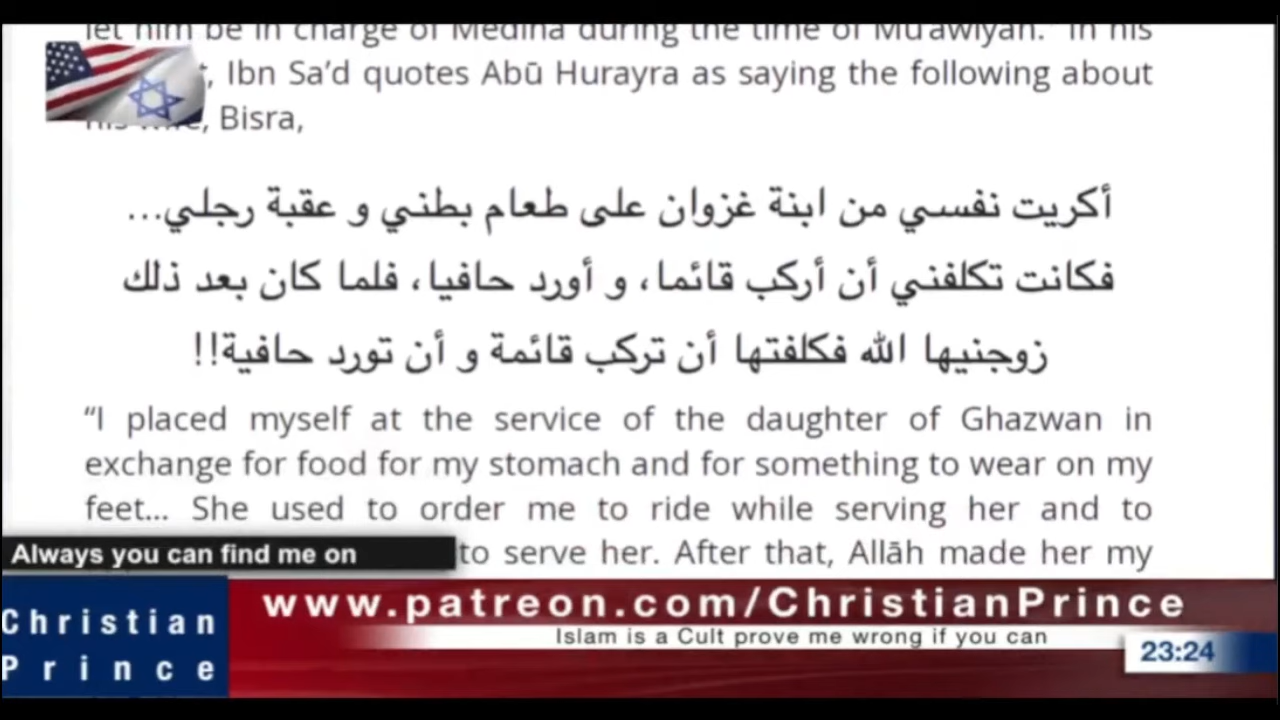 let him be in charge of Medina during the time of Mu'awiyah." In his
, Ibn Sa’d quotes Abū Hurayra as saying the following about
his wife, Bisra,
أكريت نفسي من ابنة غزوان على طعام بطني و عقبة رجلي...
فكانت تكلفني أن أركب قائما، و أورد حافيا، فلما كان بعد ذلك
زوجنيها الله فكلفتها أن تركب قائمة و أن تورد حافية!!
“I placed myself at the service of the daughter of Ghazwan in
exchange for food for my stomach and for something to wear on my
feet... She used to order me to ride while serving her and to
to serve her. After that, Allāh made her my
Always you can find me on
www.patreon.com/ChristianPrince
Islam is a Cult prove me wrong if you can
Christian
Prince
23:24